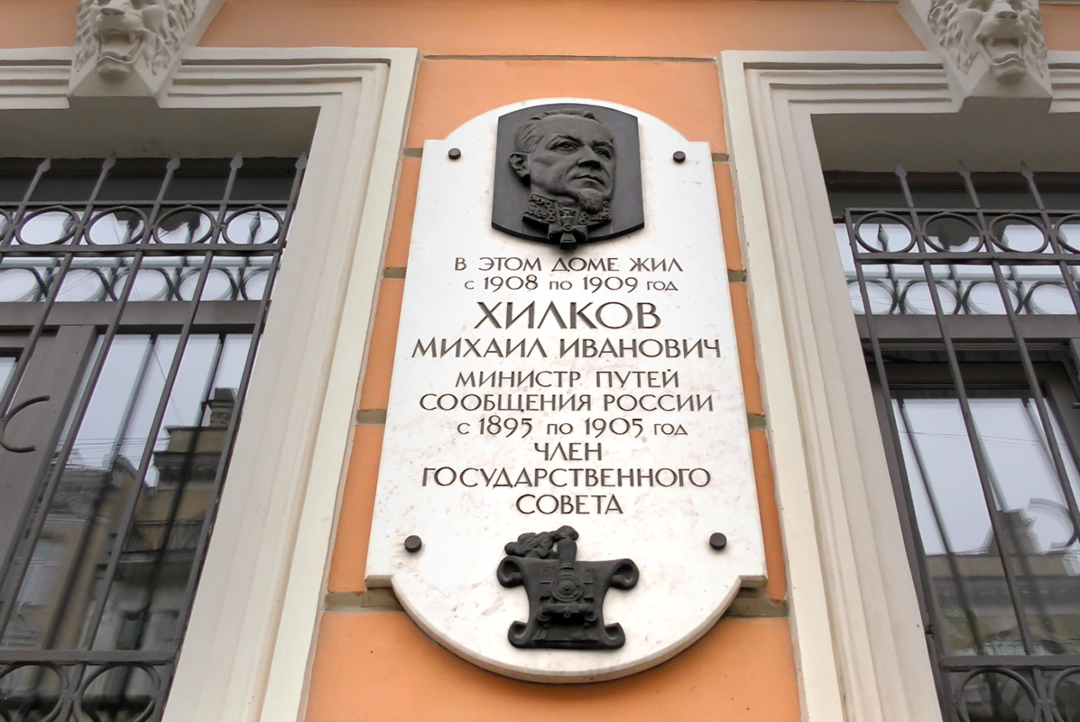 В ЭТОМ ДОМЕ ЖИЛ
С 1908 ПО 1909 ГОД
ХИЛКОВ
МИХАИЛ ИВАНОВИЧ
МИНИСТР ПУТЕЙ
СООБЩЕНИЯ РОССИИ
С 1895 ПО 1905 ГОД
ЧЛЕН
ГОСУДАРСТВЕННОГО
СОВЕТА